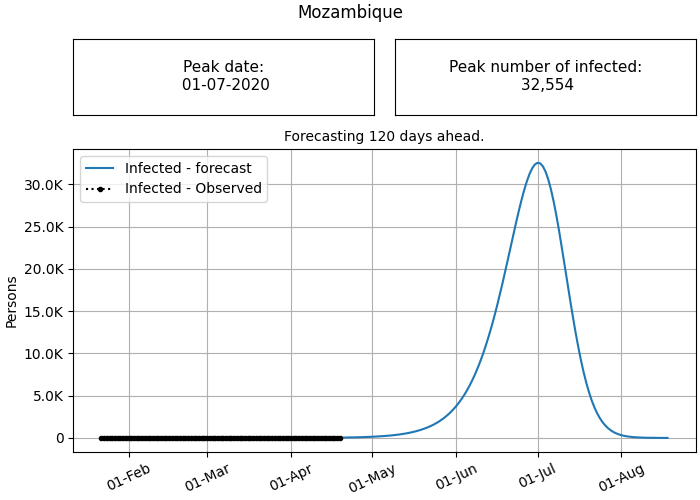 Mozambique
Peak date:
01-07-2020
Peak number of infected:
32,554
Forecasting 120 days ahead.
Infected - forecast
Infected - Observed
Persons
30.0K
25.0K
20.0K
15.0K
10.0K
5.0K
0
01-Feb
01-Mar
01-Apr
01-May
01-Jun
01-Jul
01-Aug